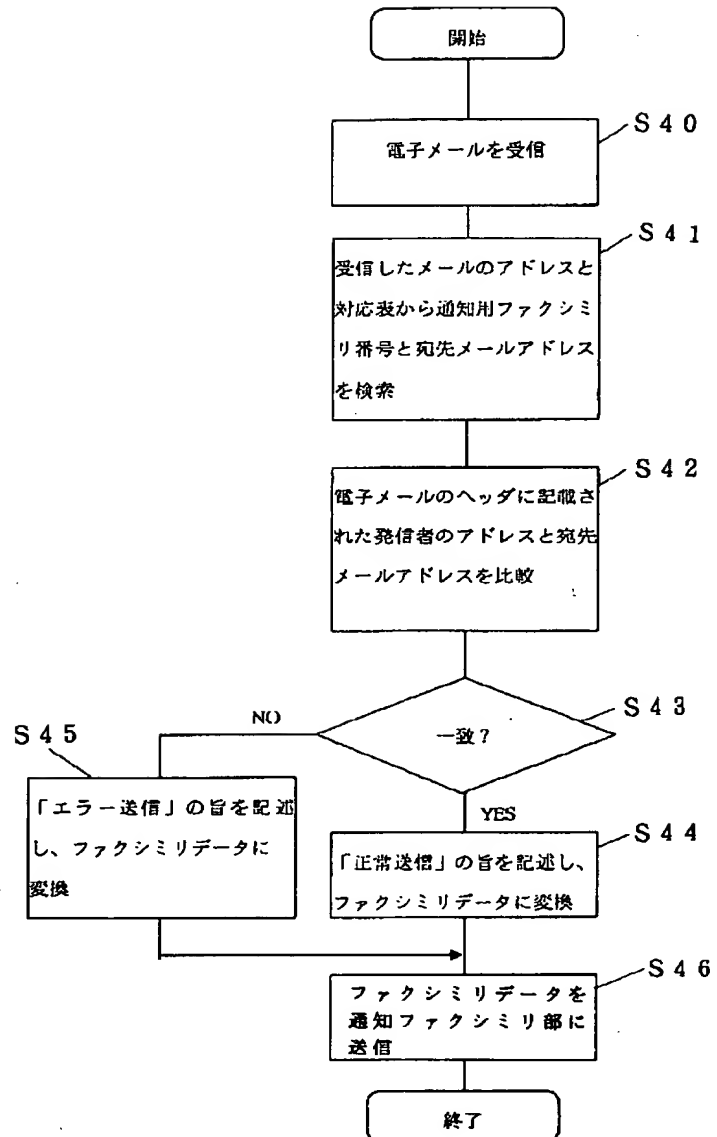 開始
S40
電子メールを受信
S41
受信したメールのアドレスと
対応表から通知用ファクシミ
リ番号と宛先メールアドレス
を検索
S42
電子メールのヘッダに記載さ
れた発信者のアドレスと宛先
メールアドレスを比較
S43
一致?
NO
YES
S45
「エラー送信」の旨を記述
し、ファクシミリデータに
変換
S44
「正常送信」の旨を記述し、
ファクシミリデータに変換
S46
ファクシミリデータを
通知ファクシミリ部に
送信
終了